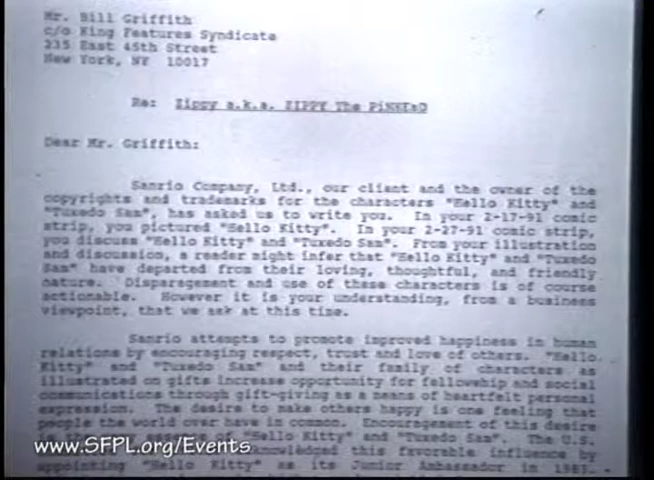 Mr. Bill Griffith
c/o King Features Syndicate
235 East 45th Street
New York, NY 10017
Re: Zippy a.k.a. ZIPPY The PiNHEaD
Dear Mr. Griffith:
Sanrio Company, Ltd., our client and the owner of the
copyrights and trademarks for the characters "Hello Kitty" and
"Tuxedo Sam", has asked us to write you. In your 2-17-91 comic
strip, you pictured "Hello Kitty". In your 2-27-91 comic strip,
you discuss "Hello Kitty" and "Tuxedo Sam". From your illustration
and discussion, a reader might infer that "Hello Kitty" and "Tuxedo
Sam" have departed from their loving, thoughtful, and friendly
nature. Disparagement and use of these characters is of course
actionable. However it is your understanding, from a business
viewpoint, that we ask at this time.
Sanrio attempts to promote improved happiness in human
relations by encouraging respect, trust and love of others. "Hello
Kitty" and "Tuxedo Sam" and their family of characters as
illustrated on gifts increase opportunity for fellowship and social
communications through gift-giving as a means of heartfelt personal
expression. The desire to make others happy is one feeling that
people the world over have in common. Encouragement of this desire
"Hello Kitty" and "Tuxedo Sam". The U.S.
this favorable influence by
appointing "Hello Kitty" as its Junior Ambassador in 1983.
www.SFPL.org/Events